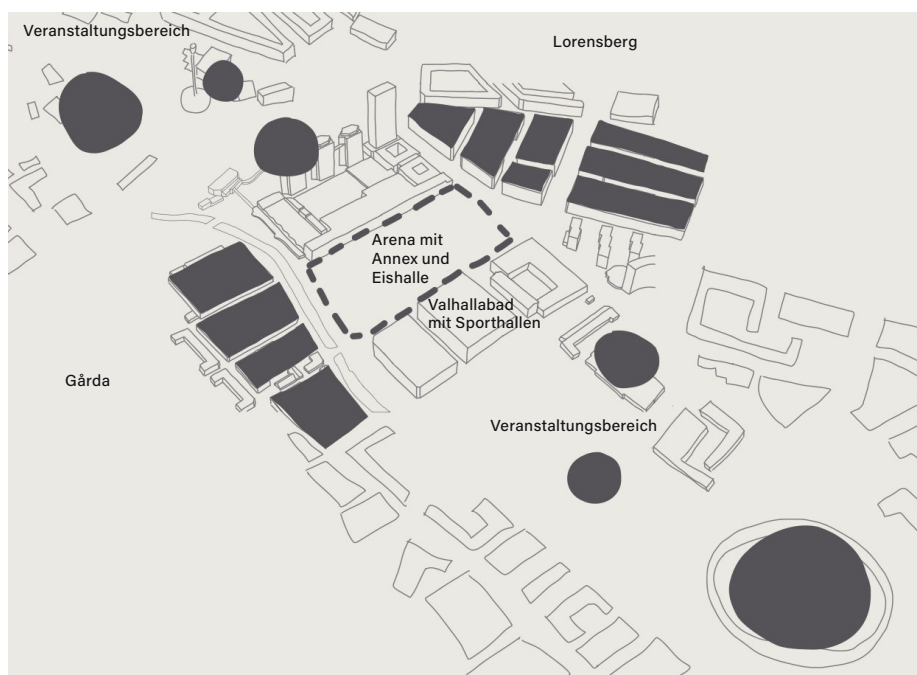 Veranstaltungsbereich
Lorensberg
Arena mit
Annex und
Eishalle
Valhallabad
mit Sporthallen
Gårda
Veranstaltungsbereich